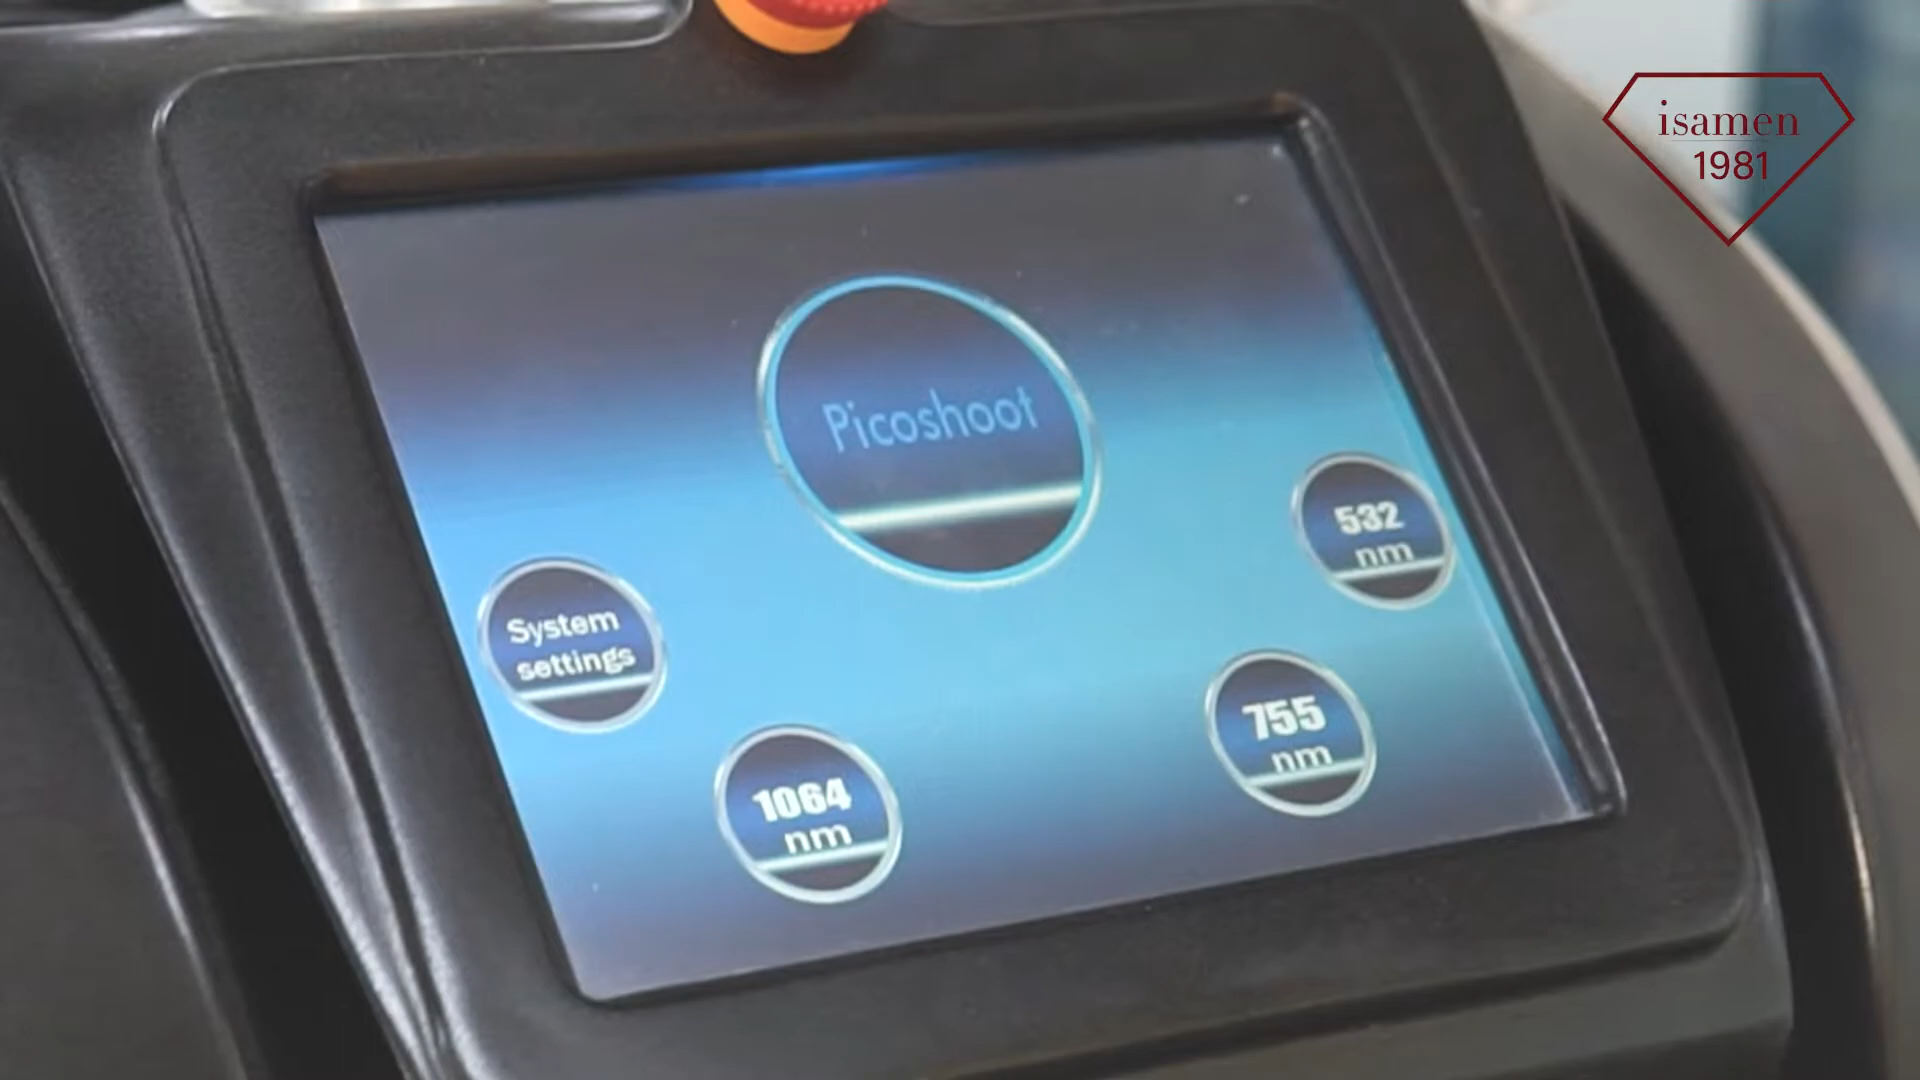 isamen
1981
Picoshoot
532
nm
System
settings
755
nm
1064
nm